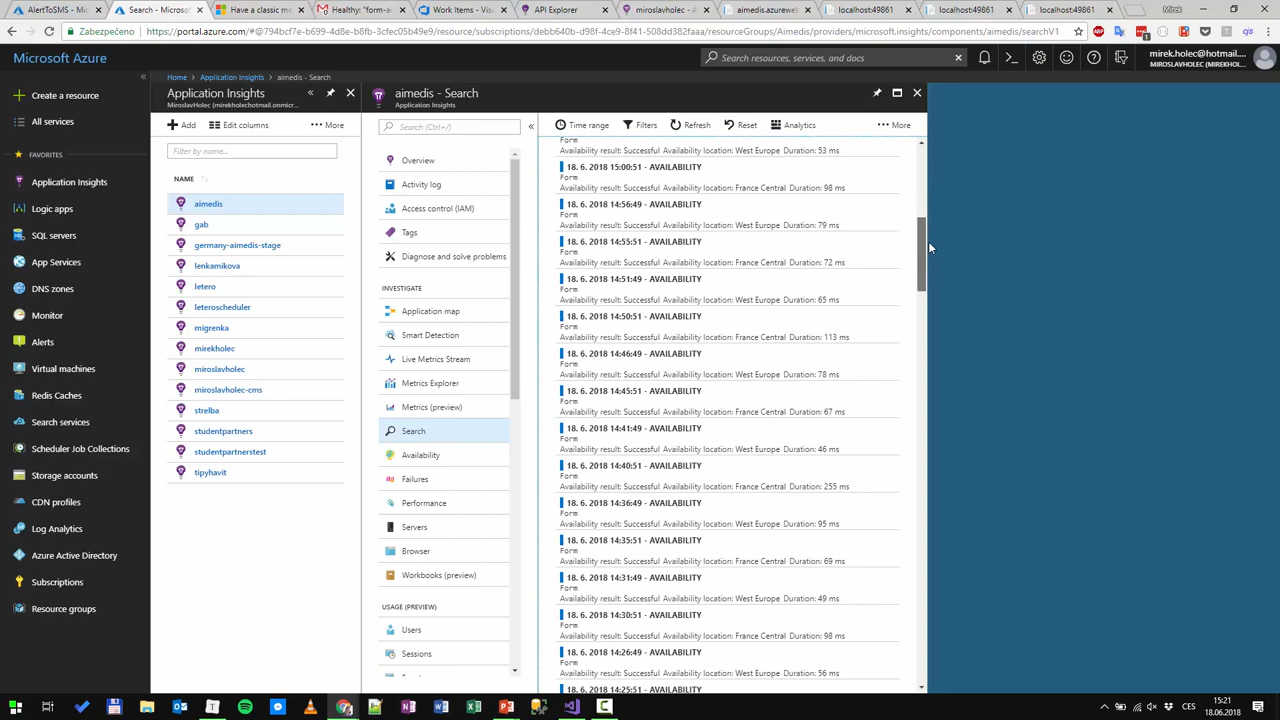 AlertToSMS - Microsoft
Search - Microsoft
Have a classic me
Healthy: "form-ai
Work Items - Visu
API Explorer
miroslavholec - A
aimedis.azureweb
localhost:49861
localhost:49861
localhost:49861
Mirek
Zabezpečeno
https://portal.azure.com/#@794bcf7e-b699-4d8e-b8fb-3cfec05b49e9/resource/subscriptions/debb640b-d98f-4ce9-8f41-508dd382faaa/resourceGroups/Aimedis/providers/microsoft.insights/components/aimedis/searchV1
Microsoft Azure
Search resources, services, and docs
mirek.holec@hotmail....
MIROSLAVHOLEC (MIREKHOLE...
Home
Application Insights
aimedis - Search
Create a resource
All services
FAVORITES
Application Insights
Logic apps
SQL servers
App Services
DNS zones
Monitor
Alerts
Virtual machines
Redis Caches
Search services
Scheduler Job Collections
Storage accounts
CDN profiles
Log Analytics
Azure Active Directory
Subscriptions
Resource groups
Application Insights
MiroslavHolec (mirekholechotmail.onmicr...
Add
Edit columns
More
Filter by name...
NAME
aimedis
gab
germany-aimedis-stage
lenkamikova
letero
leteroscheduler
migrenka
mirekholec
miroslavholec
miroslavholec-cms
strelba
studentpartners
studentpartnerstest
tipyhavit
aimedis - Search
Application Insights
Search (Ctrl+/)
Overview
Activity log
Access control (IAM)
Tags
Diagnose and solve problems
INVESTIGATE
Application map
Smart Detection
Live Metrics Stream
Metrics Explorer
Metrics (preview)
Search
Availability
Failures
Performance
Servers
Browser
Workbooks (preview)
USAGE (PREVIEW)
Users
Sessions
Time range
Filters
Refresh
Reset
Analytics
More
Form
Availability result: Successful Availability location: West Europe Duration: 53 ms
18. 6. 2018 15:00:51 - AVAILABILITY
Form
Availability result: Successful Availability location: France Central Duration: 98 ms
18. 6. 2018 14:56:49 - AVAILABILITY
Form
Availability result: Successful Availability location: West Europe Duration: 79 ms
18. 6. 2018 14:55:51 - AVAILABILITY
Form
Availability result: Successful Availability location: France Central Duration: 72 ms
18. 6. 2018 14:51:49 - AVAILABILITY
Form
Availability result: Successful Availability location: West Europe Duration: 65 ms
18. 6. 2018 14:50:51 - AVAILABILITY
Form
Availability result: Successful Availability location: France Central Duration: 113 ms
18. 6. 2018 14:46:49 - AVAILABILITY
Form
Availability result: Successful Availability location: West Europe Duration: 78 ms
18. 6. 2018 14:45:51 - AVAILABILITY
Form
Availability result: Successful Availability location: France Central Duration: 67 ms
18. 6. 2018 14:41:49 - AVAILABILITY
Form
Availability result: Successful Availability location: West Europe Duration: 46 ms
18. 6. 2018 14:40:51 - AVAILABILITY
Form
Availability result: Successful Availability location: France Central Duration: 255 ms
18. 6. 2018 14:36:49 - AVAILABILITY
Form
Availability result: Successful Availability location: West Europe Duration: 95 ms
18. 6. 2018 14:35:51 - AVAILABILITY
Form
Availability result: Successful Availability location: France Central Duration: 69 ms
18. 6. 2018 14:31:49 - AVAILABILITY
Form
Availability result: Successful Availability location: West Europe Duration: 49 ms
18. 6. 2018 14:30:51 - AVAILABILITY
Form
Availability result: Successful Availability location: France Central Duration: 98 ms
18. 6. 2018 14:26:49 - AVAILABILITY
Form
Availability result: Successful Availability location: West Europe Duration: 56 ms
18. 6. 2018 14:25:51 - AVAILABILITY
CES
15:21
18.06.2018